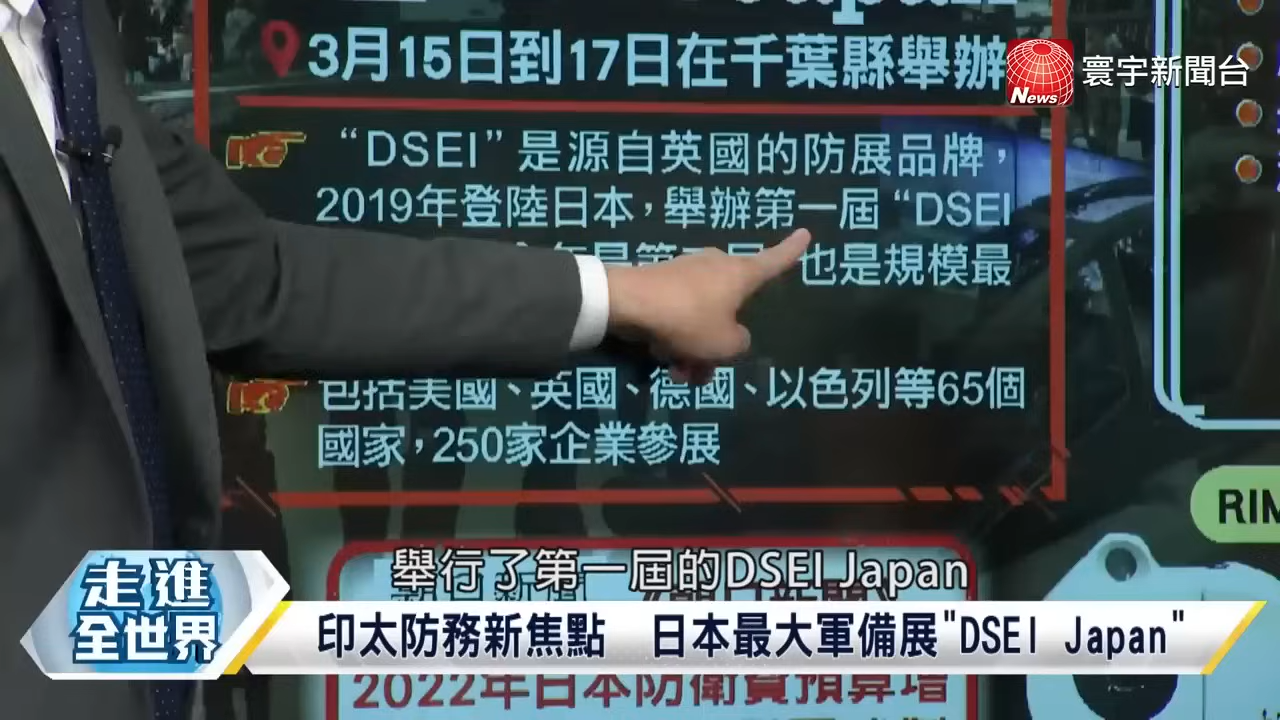 3月15日到17日在千葉縣舉辦
News 寰宇新聞台
“DSEI”是源自英國的防展品牌，
2019年登陸日本，舉辦第一屆“DSEI
也是規模最
包括美國、英國、德國、以色列等65個
國家，250家企業參展
RIM
舉行了第一屆的DSEI Japan
走進
全世界
印太防務新焦點 日本最大軍備展"DSEI Japan"
2022年日本防衛費預算增